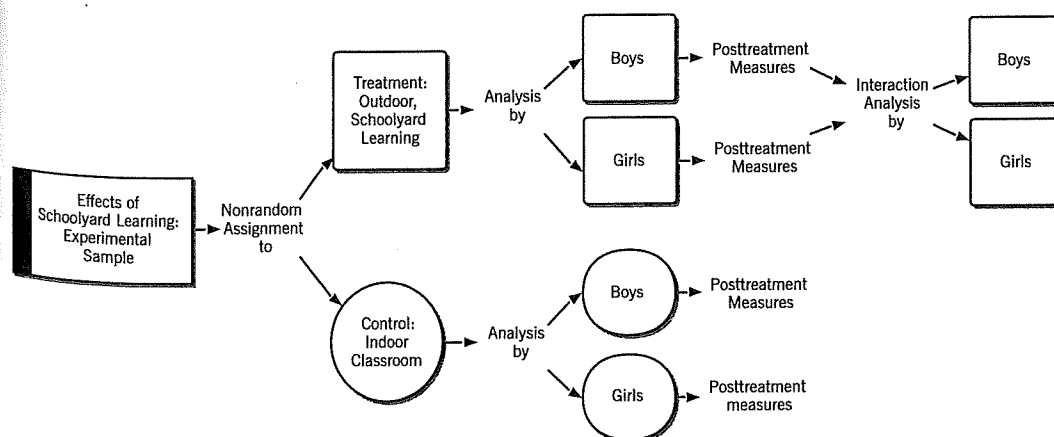 Effects of
Schoolyard Learning:
Experimental
Sample
Nonrandom
Assignment
to
Treatment:
Outdoor,
Schoolyard
Learning
Analysis
by
Boys
Posttreatment
Measures
Girls
Posttreatment
Measures
Interaction
Analysis
by
Boys
Girls
Control:
Indoor
Classroom
Analysis
by
Boys
Posttreatment
Measures
Girls
Posttreatment
measures